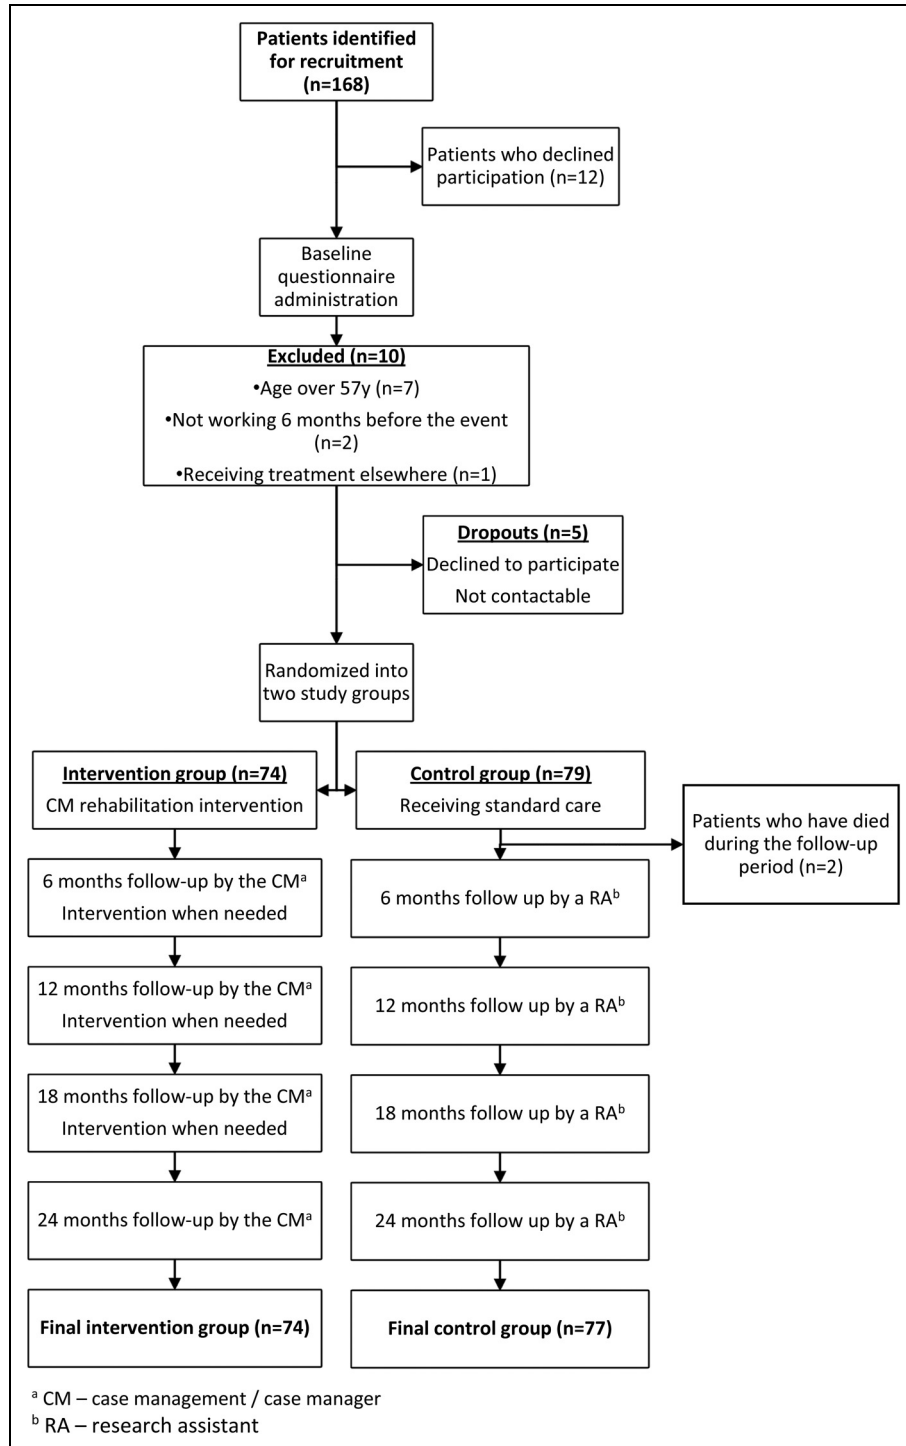 Patients identified
for recruitment
(n=168)
Patients who declined
participation (n=12)
Baseline
questionnaire
administration
Excluded (n=10)
•Age over 57y (n=7)
•Not working 6 months before the event
(n=2)
•Receiving treatment elsewhere (n=1)
Dropouts (n=5)
Declined to participate
Not contactable
Randomized into
two study groups
Intervention group (n=74)
CM rehabilitation intervention
Control group (n=79)
Receiving standard care
Patients who have died
during the follow-up
period (n=2)
6 months follow-up by the CMᵃ
Intervention when needed
6 months follow up by a RAᵇ
12 months follow-up by the CMᵃ
Intervention when needed
12 months follow up by a RAᵇ
18 months follow-up by the CMᵃ
Intervention when needed
18 months follow up by a RAᵇ
24 months follow-up by the CMᵃ
24 months follow up by a RAᵇ
Final intervention group (n=74)
Final control group (n=77)
ᵃ CM – case management / case manager
ᵇ RA – research assistant